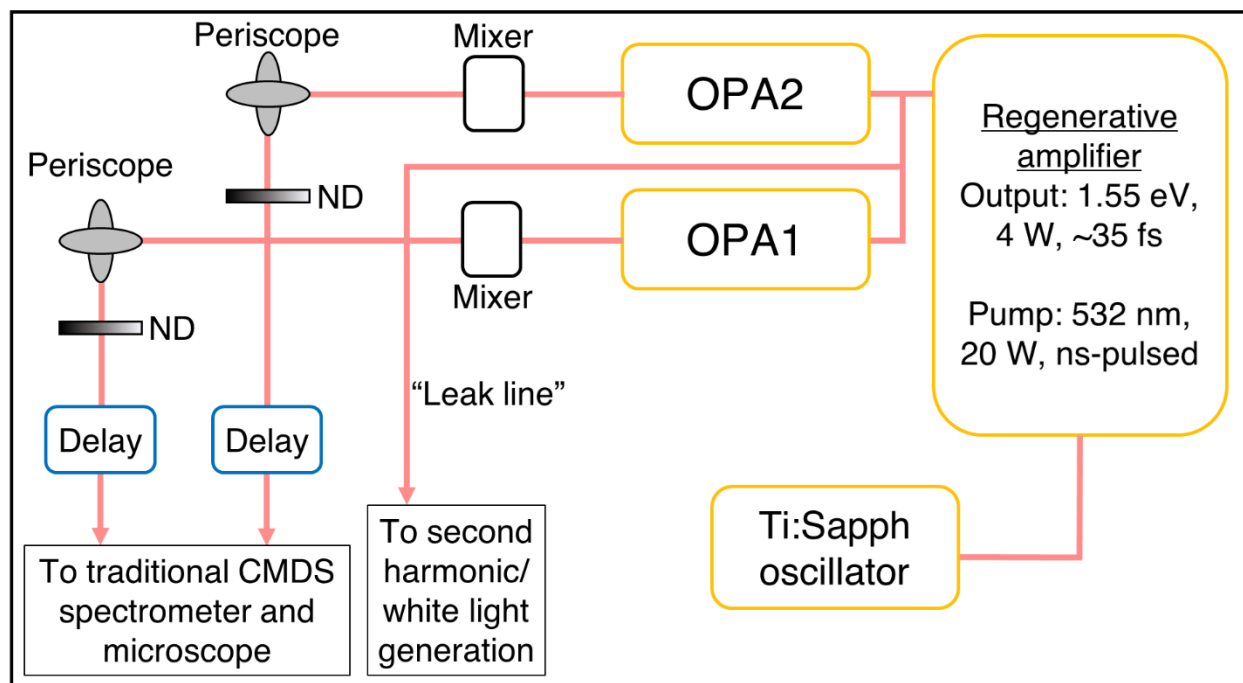 Periscope
Mixer
OPA2
Regenerative
amplifier
Output: 1.55 eV,
4 W, ~35 fs
Pump: 532 nm,
20 W, ns-pulsed
Periscope
ND
OPA1
Mixer
ND
“Leak line”
Delay
Delay
Ti:Sapph
oscillator
To traditional CMDS
spectrometer and
microscope
To second
harmonic/
white light
generation